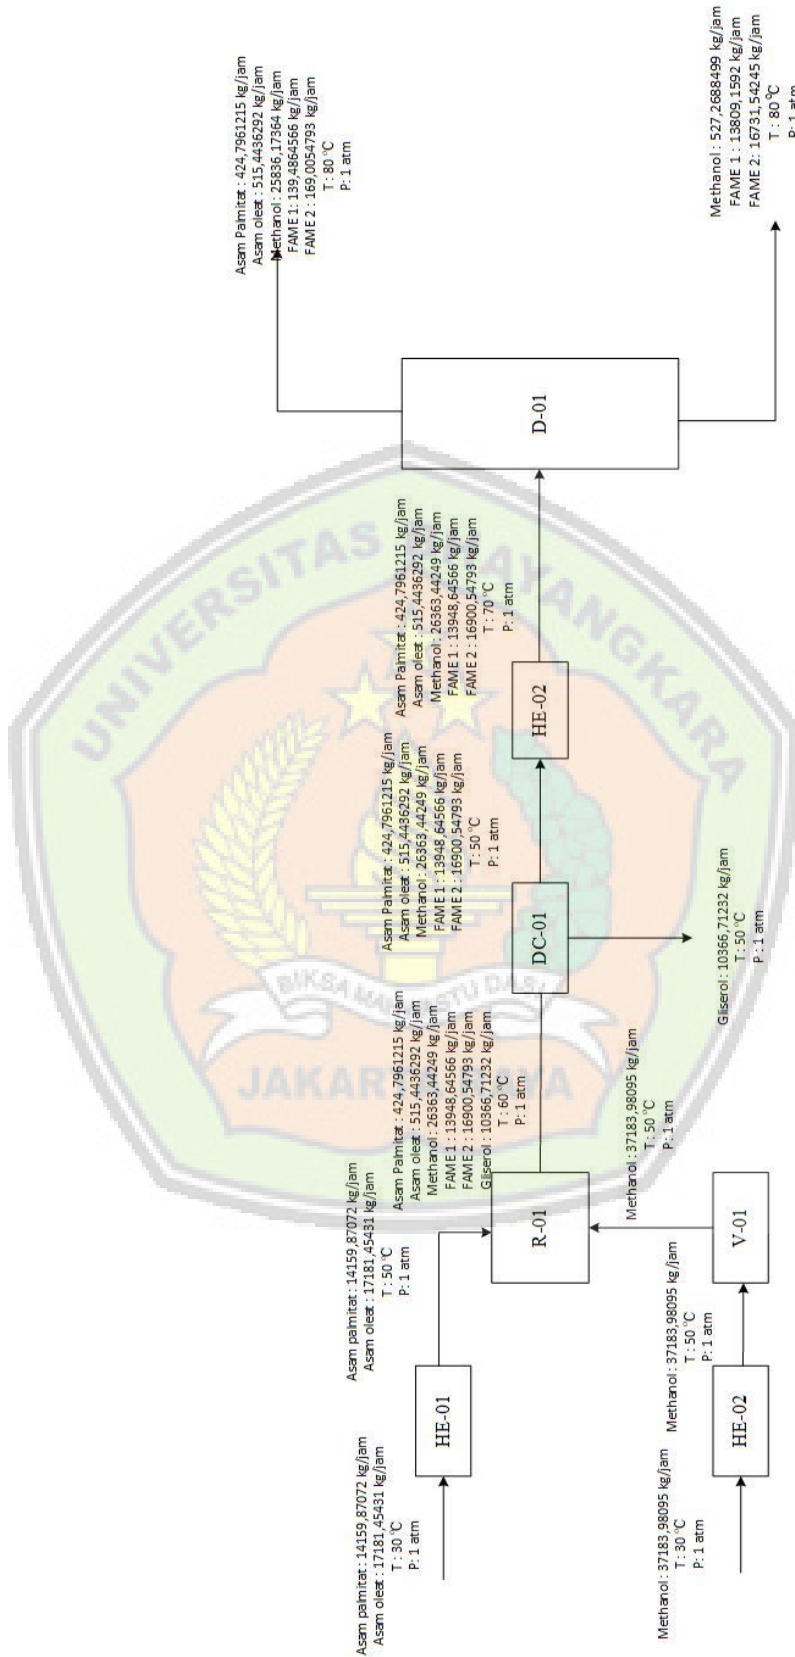 Asam palmitat : 14159,87072 kg/jam
Asam oleat : 17181,45431 kg/jam
T : 30 °C
P: 1 atm
HE-01
Asam palmitat : 14159,87072 kg/jam
Asam oleat : 17181,45431 kg/jam
T : 50 °C
P: 1 atm
Methanol : 37183,98095 kg/jam
T : 30 °C
P: 1 atm
HE-02
Methanol : 37183,98095 kg/jam
T : 50 °C
P: 1 atm
V-01
Methanol : 37183,98095 kg/jam
T : 50 °C
P: 1 atm
R-01
Asam Palmitat : 424,7961215 kg/jam
Asam oleat : 515,4436292 kg/jam
Methanol : 26363,44249 kg/jam
FAME 1 : 13948,64566 kg/jam
FAME 2 : 16900,54793 kg/jam
Gliserol : 10366,71232 kg/jam
T : 60 °C
P: 1 atm
DC-01
Gliserol : 10366,71232 kg/jam
T : 50 °C
P: 1 atm
Asam Palmitat : 424,7961215 kg/jam
Asam oleat : 515,4436292 kg/jam
Methanol : 26363,44249 kg/jam
FAME 1 : 13948,64566 kg/jam
FAME 2 : 16900,54793 kg/jam
T : 50 °C
P: 1 atm
HE-02
Asam Palmitat : 424,7961215 kg/jam
Asam oleat : 515,4436292 kg/jam
Methanol : 26363,44249 kg/jam
FAME 1 : 13948,64566 kg/jam
FAME 2 : 16900,54793 kg/jam
T : 70 °C
P: 1 atm
D-01
Asam Palmitat : 424,7961215 kg/jam
Asam oleat : 515,4436292 kg/jam
Methanol : 25836,17364 kg/jam
FAME 1 : 139,4864566 kg/jam
FAME 2 : 169,0054793 kg/jam
T : 80 °C
P: 1 atm
Methanol : 527,2688499 kg/jam
FAME 1 : 13809,1592 kg/jam
FAME 2 : 16731,54245 kg/jam
T : 80 °C
P: 1 atm
UNIVERSITAS
AYANGKARA
BIKSA MA
STU DAS
JAKAR
YA